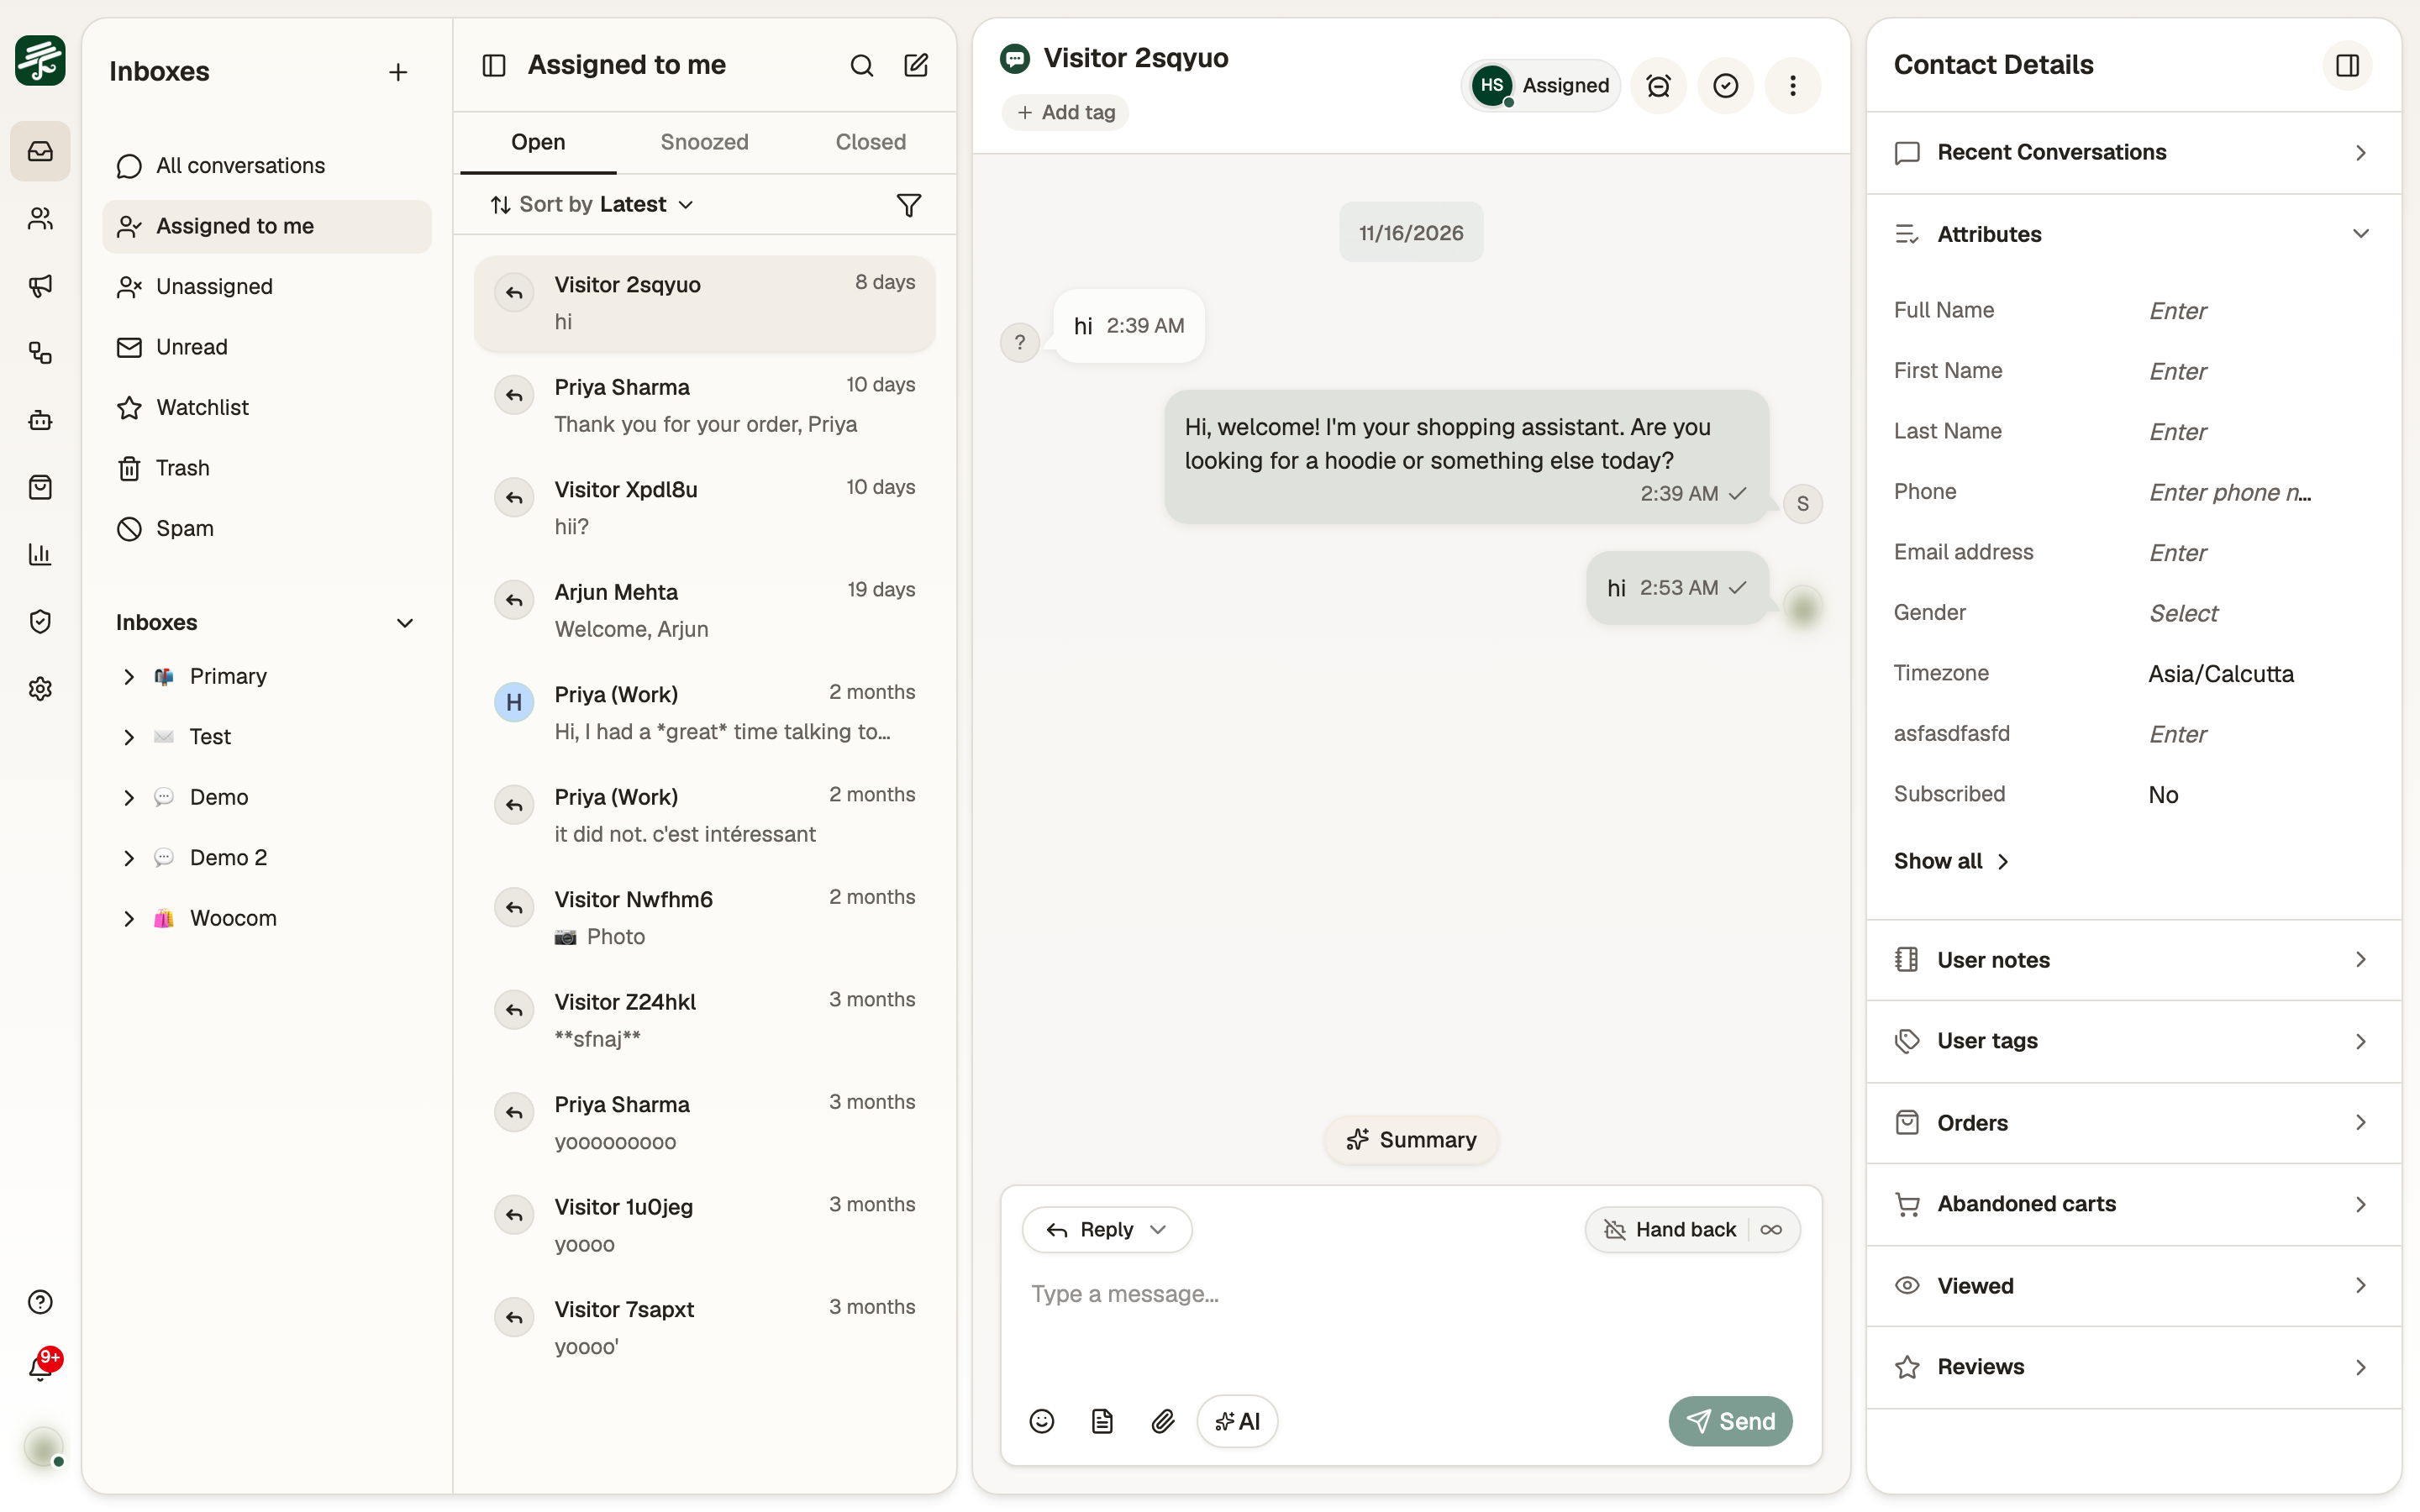 Inboxes
All conversations
Assigned to me
Unassigned
Unread
Watchlist
Trash
Spam
Inboxes
Primary
Test
Demo
Demo 2
Woocom
9+
Assigned to me
Open
Snoozed
Closed
Sort by Latest
Visitor 2sqyuo
8 days
hi
Priya Sharma
10 days
Thank you for your order, Priya
Visitor Xpdl8u
10 days
hii?
Arjun Mehta
19 days
Welcome, Arjun
H
Priya (Work)
2 months
Hi, I had a *great* time talking to...
Priya (Work)
2 months
it did not. c'est intéressant
Visitor Nwfhm6
2 months
Photo
Visitor Z24hkl
3 months
**sfnaj**
Priya Sharma
3 months
yooooooooo
Visitor 1u0jeg
3 months
yoooo
Visitor 7sapxt
3 months
yoooo'
Visitor 2sqyuo
Add tag
HS
Assigned
11/16/2026
?
hi 2:39 AM
Hi, welcome! I'm your shopping assistant. Are you
looking for a hoodie or something else today?
2:39 AM
S
hi 2:53 AM
Summary
Reply
Hand back
Type a message...
AI
Send
Contact Details
Recent Conversations
Attributes
Full Name Enter
First Name Enter
Last Name Enter
Phone Enter phone n...
Email address Enter
Gender Select
Timezone Asia/Calcutta
asfasdfasfd Enter
Subscribed No
Show all
User notes
User tags
Orders
Abandoned carts
Viewed
Reviews